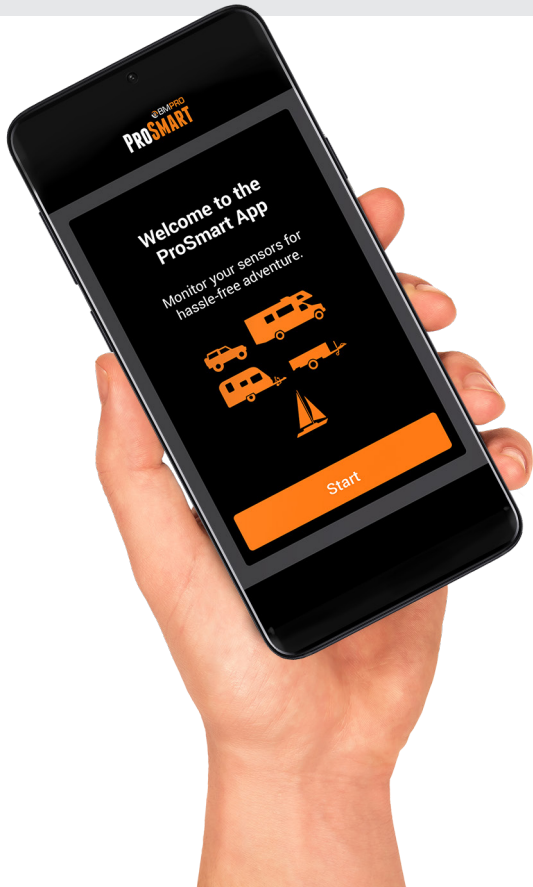 BMPRO
PROSMART
Welcome to the
ProSmart App
Monitor your sensors for
hassle-free adventure.
Start